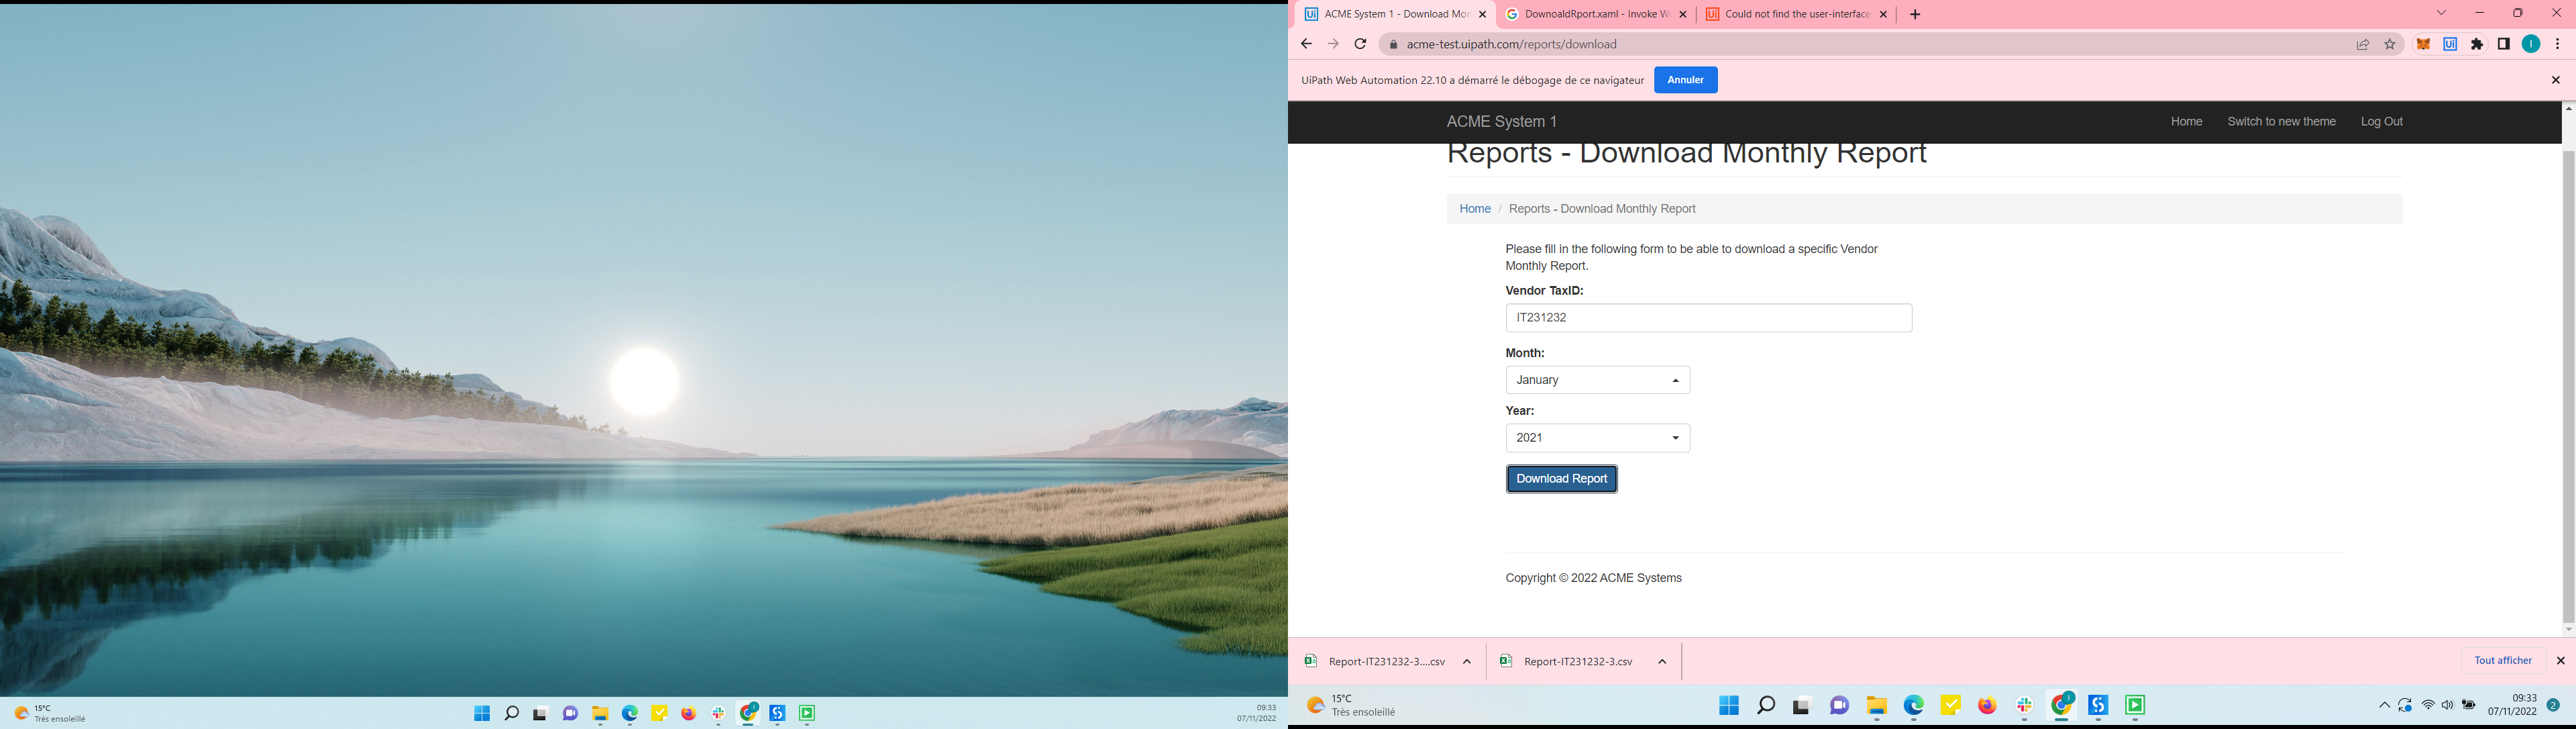 15°C
Très ensoleillé
09:33
07/11/2022
ACME System 1 - Download Mon
DownoaldRport.xaml - Invoke W
Could not find the user-interface
acme-test.uipath.com/reports/download
UiPath Web Automation 22.10 a démarré le débogage de ce navigateur
Annuler
ACME System 1
Home
Switch to new theme
Log Out
Reports - Download Monthly Report
Home / Reports - Download Monthly Report
Please fill in the following form to be able to download a specific Vendor
Monthly Report.
Vendor TaxID:
IT231232
Month:
January
Year:
2021
Download Report
Copyright © 2022 ACME Systems
Report-IT231232-3....csv
Report-IT231232-3.csv
Tout afficher
15°C
Très ensoleillé
09:33
07/11/2022
2